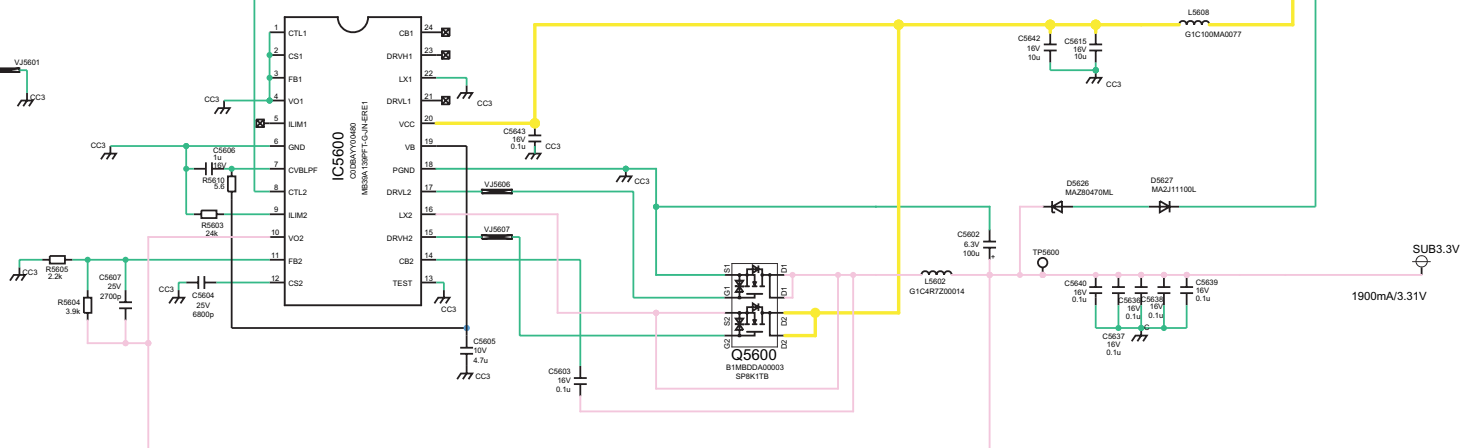 VJ5601
CC3
CC3
1 CTL1
2 CS1
3 FB1
4 VO1
5 ILIM1
6 GND
7 CVBLPF
8 CTL2
9 ILIM2
10 VO2
11 FB2
12 CS2
IC5600
C0DBAYY00480
MB39A139PFT-G-JN-ERE1
CB1 24
DRVH1 23
LX1 22
DRVL1 21
VCC 20
VB 19
PGND 18
DRVL2 17
LX2 16
DRVH2 15
CB2 14
TEST 13
CC3
C5606
1u
16V
R5610
5.6
R5603
24k
CC3
R5605
2.2k
R5604
3.9k
C5607
25V
2700p
CC3
C5604
25V
6800p
CC3
CC3
C5643
16V
0.1u
CC3
CC3
VJ5606
VJ5607
C5605
10V
4.7u
CC3
C5603
16V
0.1u
S1
G1
S2
G2
D1
D1
D2
D2
Q5600
B1MBDDA00003
SP8K1TB
L5608
G1C100MA0077
C5642
16V
10u
C5615
16V
10u
CC3
D5626
MAZ80470ML
D5627
MA2J11100L
C5602
6.3V
100u
+
L5602
G1C4R7Z00014
TP5600
SUB3.3V
1900mA/3.31V
C5640
16V
0.1u
C5636
16V
0.1u
C5638
16V
0.1u
C5639
16V
0.1u
C5637
16V
0.1u
C